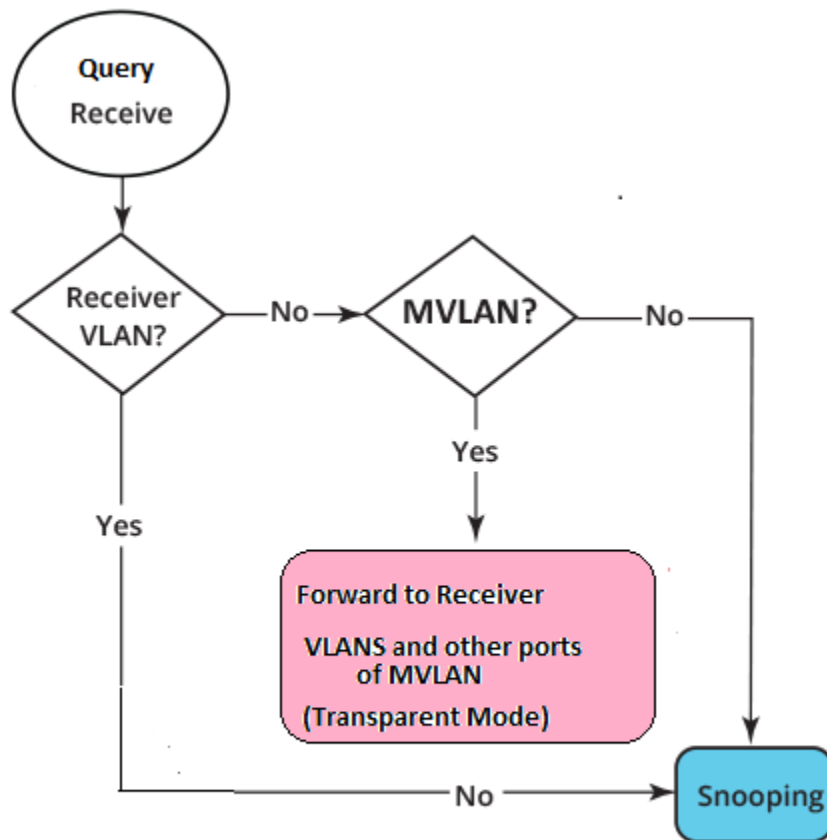 Query
Receive
Receiver
VLAN?
No
MVLAN?
No
Yes
Yes
Forward to Receiver
VLANS and other ports
of MVLAN
(Transparent Mode)
No
Snooping